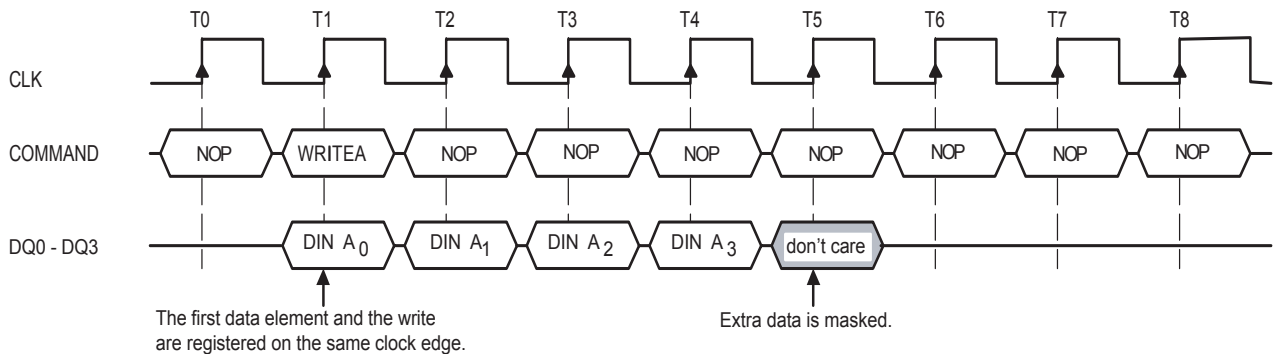 T0 T1 T2 T3 T4 T5 T6 T7 T8
CLK
COMMAND NOP WRITEA NOP NOP NOP NOP NOP NOP NOP
DQ0 - DQ3 DIN A0 DIN A1 DIN A2 DIN A3 don't care
The first data element and the write
are registered on the same clock edge.
Extra data is masked.